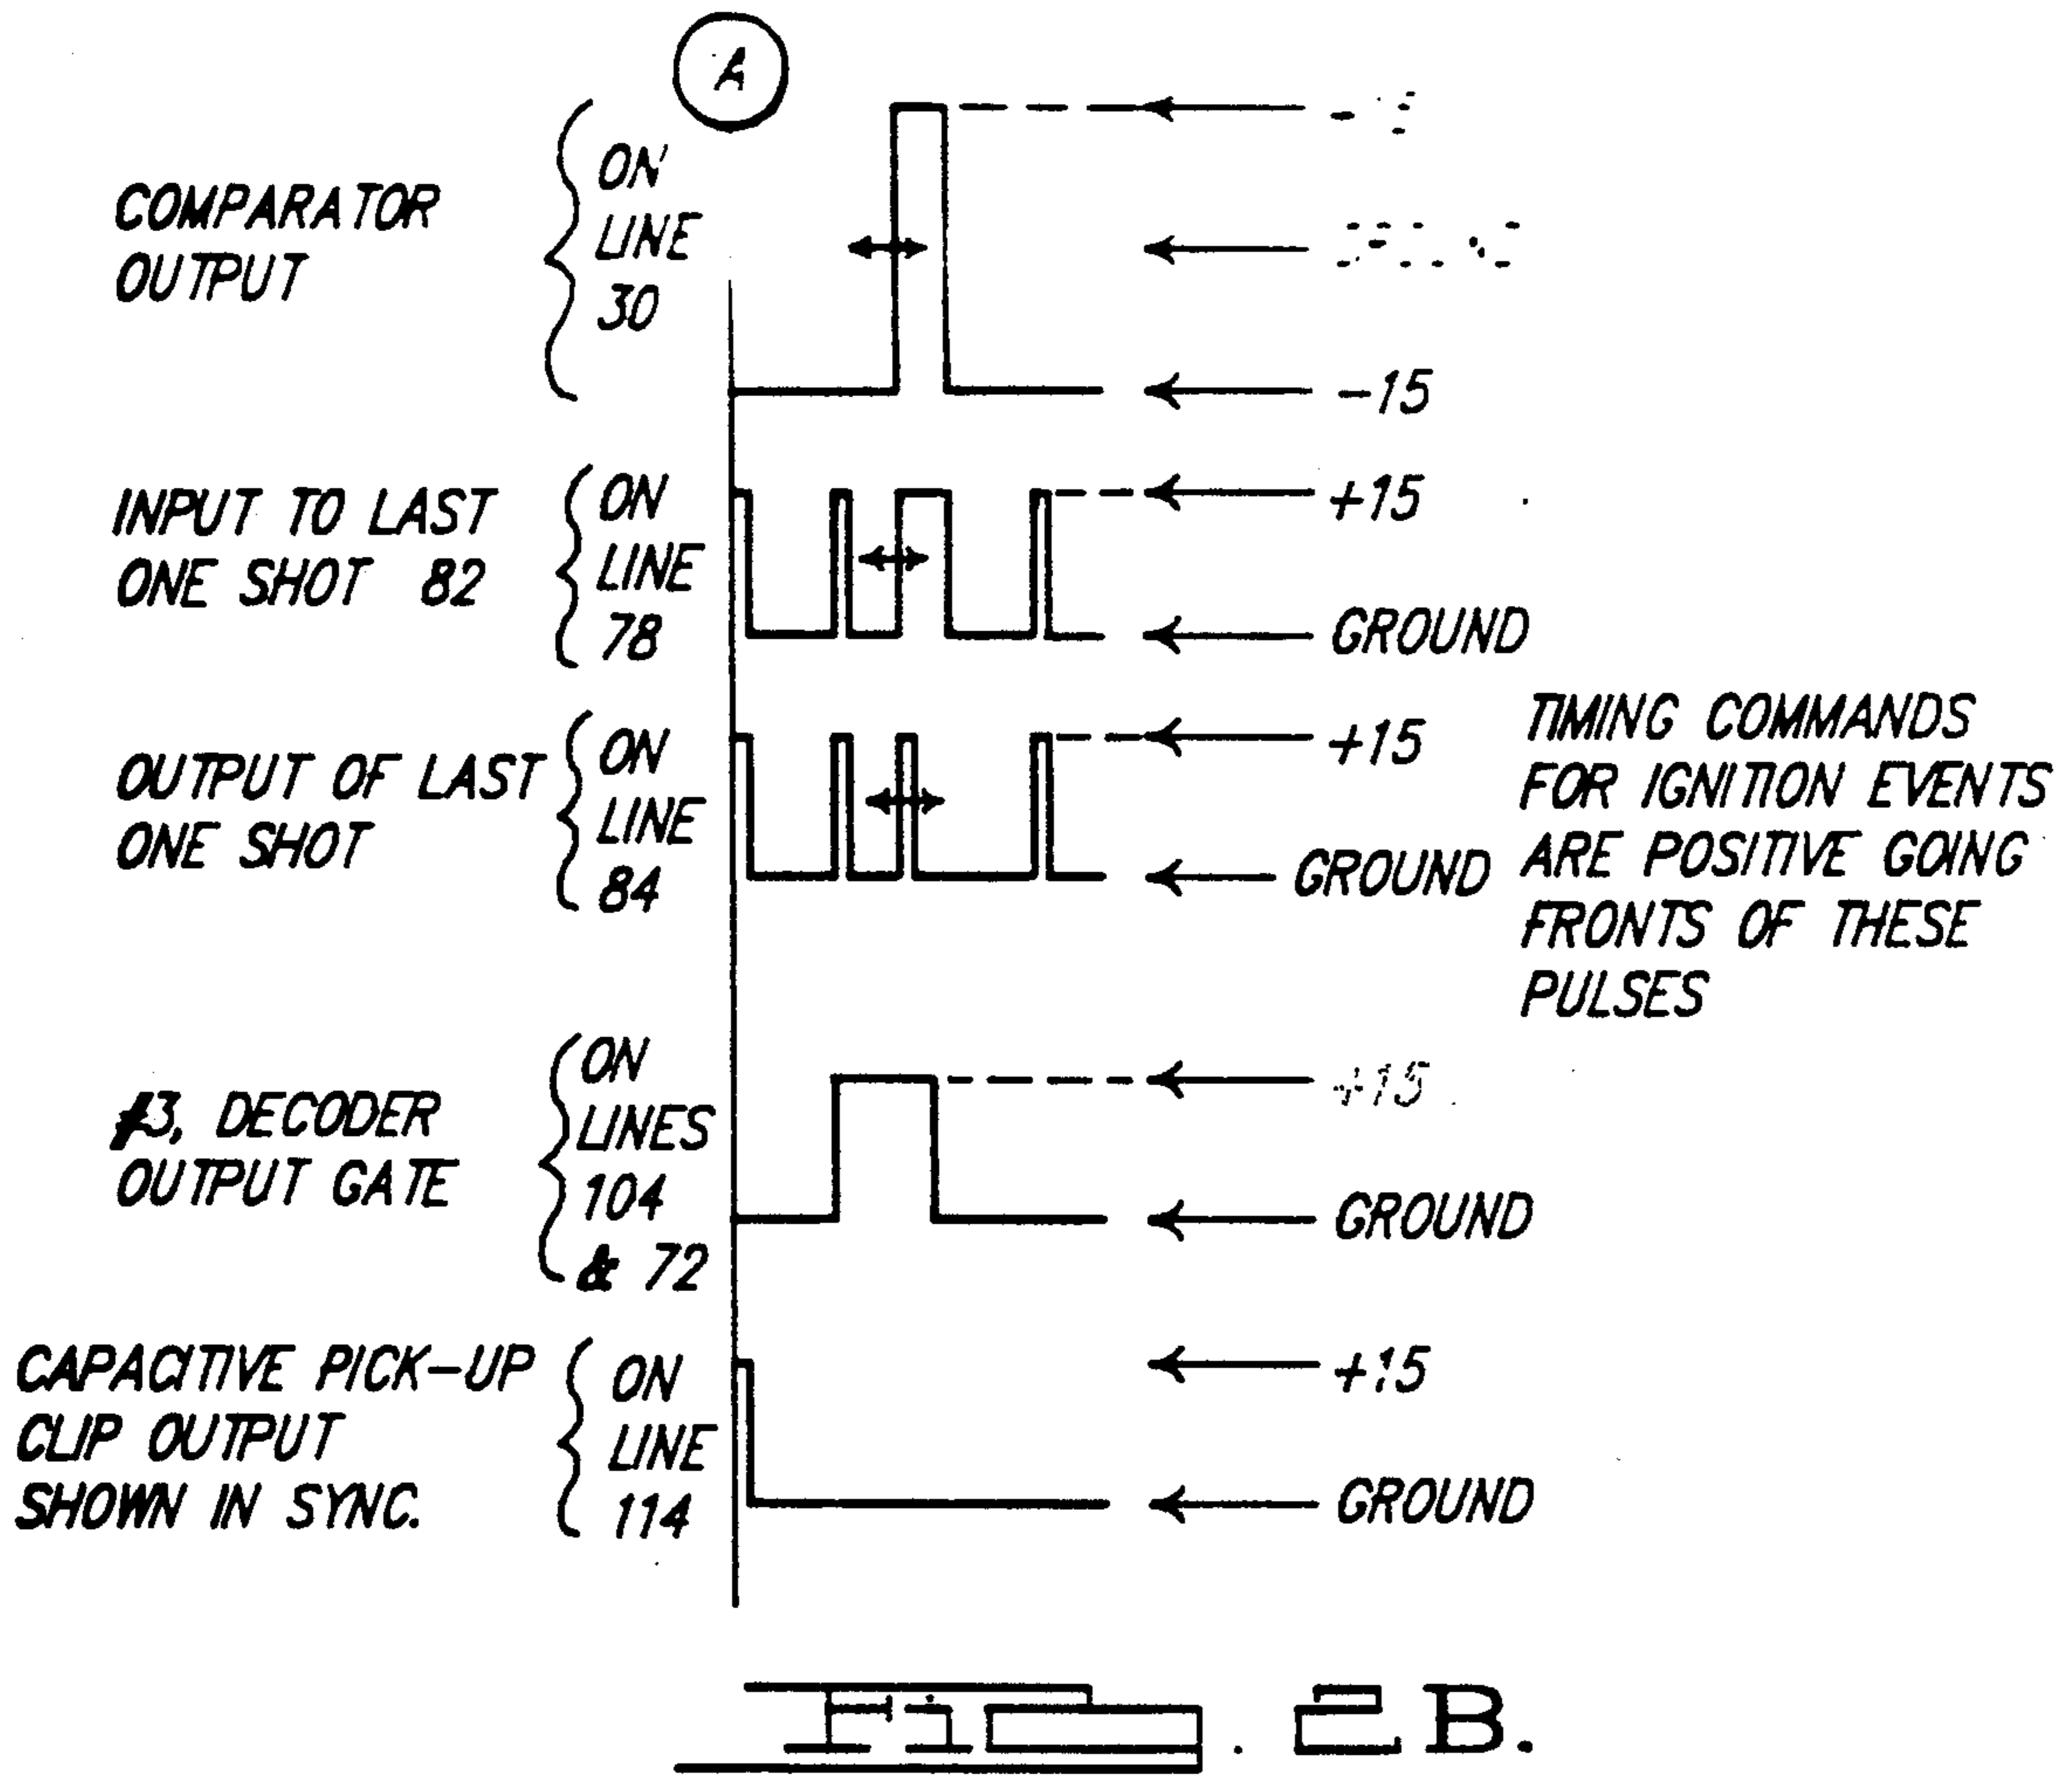 A
COMPARATOR
OUTPUT
ON
LINE
30
-15
INPUT TO LAST
ONE SHOT 82
ON
LINE
78
+15
GROUND
OUTPUT OF LAST
ONE SHOT
ON
LINE
84
+15
GROUND
TIMING COMMANDS
FOR IGNITION EVENTS
ARE POSITIVE GOING
FRONTS OF THESE
PULSES
#3, DECODER
OUTPUT GATE
ON
LINES
104
& 72
+15
GROUND
CAPACITIVE PICK-UP
CLIP OUTPUT
SHOWN IN SYNC.
ON
LINE
114
+15
GROUND
Fig. 2B.